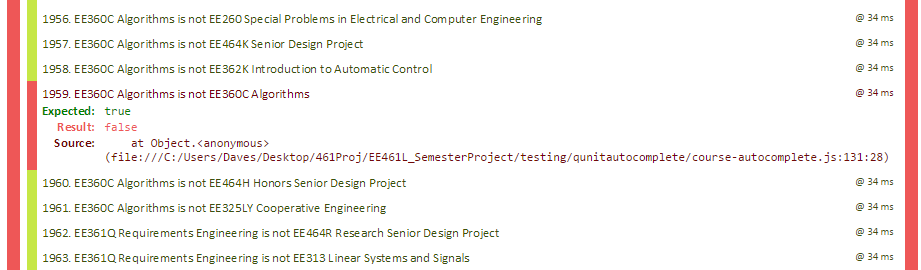 1956. EE360C Algorithms is not EE260 Special Problems in Electrical and Computer Engineering @ 34 ms
1957. EE360C Algorithms is not EE464K Senior Design Project @ 34 ms
1958. EE360C Algorithms is not EE362K Introduction to Automatic Control @ 34 ms
1959. EE360C Algorithms is not EE360C Algorithms @ 34 ms
Expected: true
Result: false
Source: at Object.<anonymous>
(file:///C:/Users/Daves/Desktop/461Proj/EE461L_SemesterProject/testing/qunitautocomplete/course-autocomplete.js:131:28)
1960. EE360C Algorithms is not EE464H Honors Senior Design Project @ 34 ms
1961. EE360C Algorithms is not EE325LY Cooperative Engineering @ 34 ms
1962. EE361Q Requirements Engineering is not EE464R Research Senior Design Project @ 34 ms
1963. EE361Q Requirements Engineering is not EE313 Linear Systems and Signals @ 34 ms